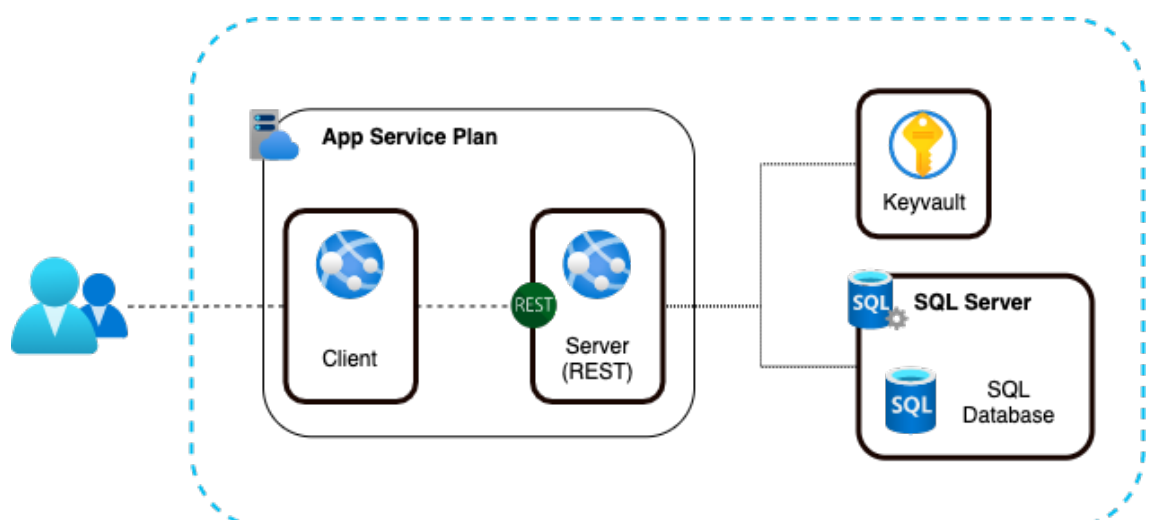 App Service Plan
Client
REST
Server
(REST)
Keyvault
SQL
SQL Server
SQL
SQL
Database